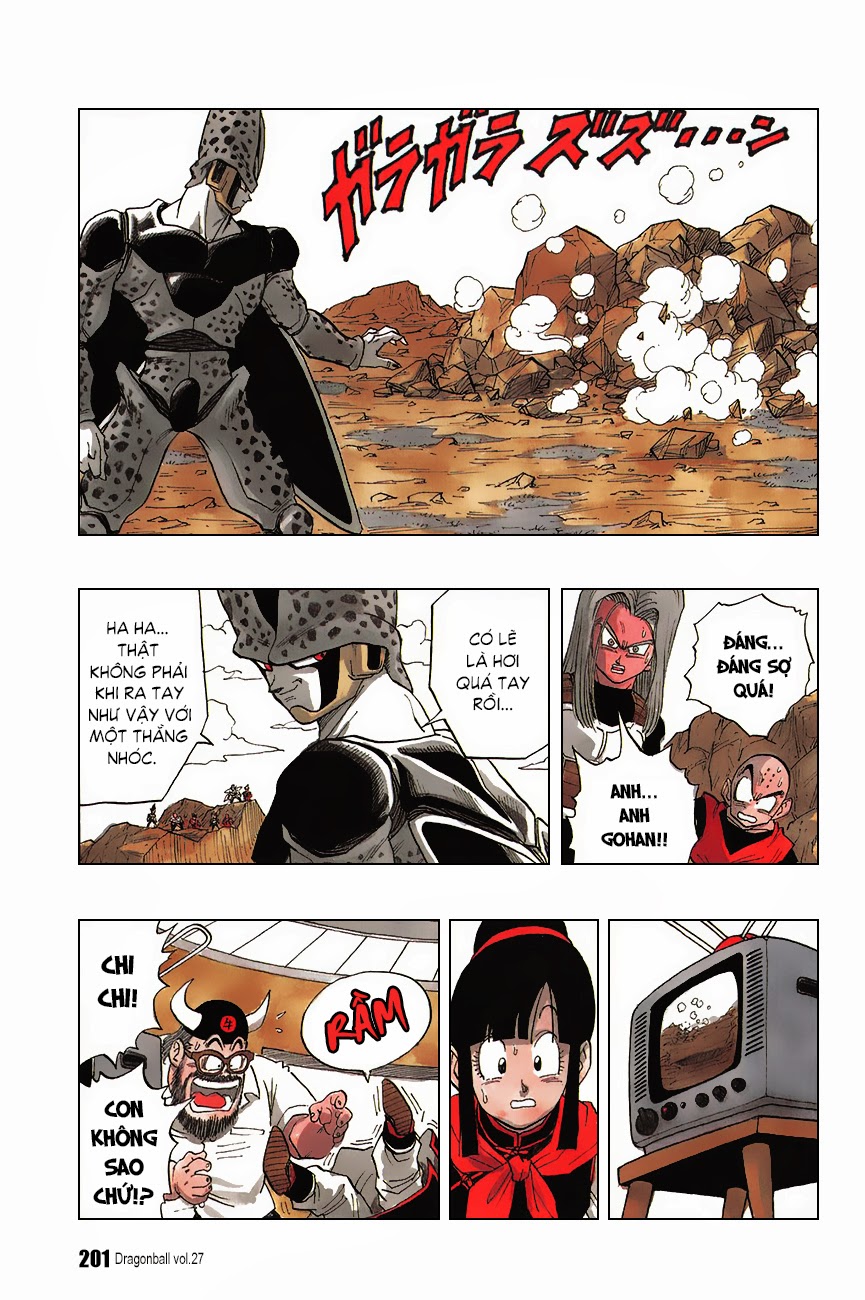 ガラガラズズ・・・ン
ĐÁNG...
ĐÁNG SỢ
QUÁ!
ANH...
ANH
GOHAN!!
CÓ LẼ
LÀ HƠI
QUÁ TAY
RỒI...
HA HA...
THẬT
KHÔNG PHẢI
KHI RA TAY
NHƯ VẬY VỚI
MỘT THẰNG
NHÓC.
RẦM
CHI
CHI!
牛
CON
KHÔNG
SAO
CHỨ!?
201 Dragonball vol.27